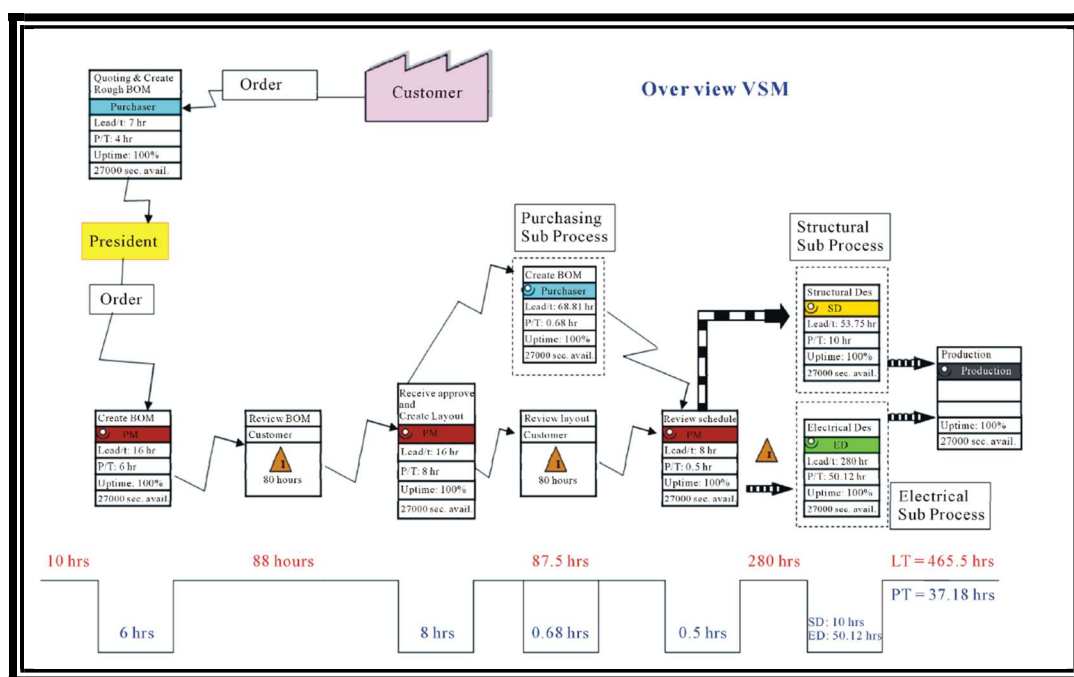 Over view VSM
Quoting & Create
Rough BOM
Purchaser
Lead/t: 7 hr
P/T: 4 hr
Uptime: 100%
27000 sec. avail.
Order
Customer
President
Order
Purchasing
Sub Process
Create BOM
Purchaser
Lead/t: 68.81 hr
P/T: 0.68 hr
Uptime: 100%
27000 sec. avail.
Structural
Sub Process
Structural Des
SD
Lead/t: 53.75 hr
P/T: 10 hr
Uptime: 100%
27000 sec. avail.
Production
Production
Uptime: 100%
27000 sec. avail.
Create BOM
PM
Lead/t: 16 hr
P/T: 6 hr
Uptime: 100%
27000 sec. avail.
Review BOM
Customer
I
80 hours
Receive approve
and
Create Layout
PM
Lead/t: 16 hr
P/T: 8 hr
Uptime: 100%
27000 sec. avail.
Review layout
Customer
I
80 hours
Review schedule
PM
Lead/t: 8 hr
P/T: 0.5 hr
Uptime: 100%
27000 sec. avail.
I
Electrical Des
ED
Lead/t: 280 hr
P/T: 50.12 hr
Uptime: 100%
27000 sec. avail.
Electrical
Sub Process
10 hrs
88 hours
87.5 hrs
280 hrs
LT = 465.5 hrs
PT = 37.18 hrs
6 hrs
8 hrs
0.68 hrs
0.5 hrs
SD: 10 hrs
ED: 50.12 hrs